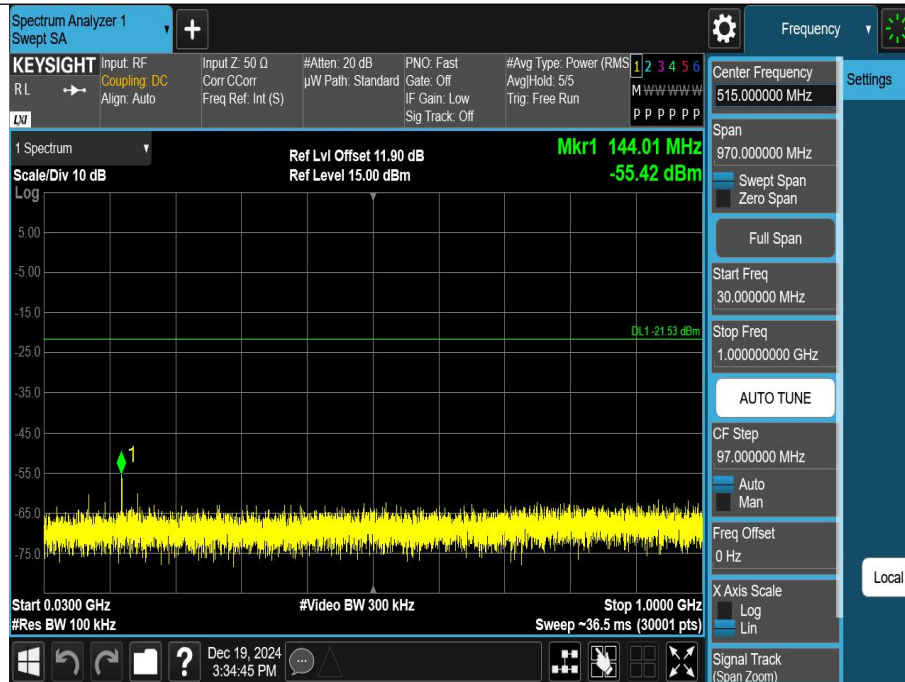 Spectrum Analyzer 1
Swept SA
Frequency
KEYSIGHT
RL
LXI
Input: RF
Coupling: DC
Align: Auto
Input Z: 50 Ω
Corr CCorr
Freq Ref: Int (S)
#Atten: 20 dB
µW Path: Standard
PNO: Fast
Gate: Off
IF Gain: Low
Sig Track: Off
#Avg Type: Power (RMS
Avg|Hold: 5/5
Trig: Free Run
1 2 3 4 5 6
M W W W W W
P P P P P P
1 Spectrum
Scale/Div 10 dB
Log
Ref Lvl Offset 11.90 dB
Ref Level 15.00 dBm
Mkr1 144.01 MHz
-55.42 dBm
5.00
-5.00
-15.0
DL1 -21.53 dBm
-25.0
-35.0
-45.0
1
-55.0
-65.0
-75.0
Start 0.0300 GHz
#Res BW 100 kHz
#Video BW 300 kHz
Stop 1.0000 GHz
Sweep ~36.5 ms (30001 pts)
Dec 19, 2024
3:34:45 PM
Center Frequency
515.000000 MHz
Settings
Span
970.000000 MHz
Swept Span
Zero Span
Full Span
Start Freq
30.000000 MHz
Stop Freq
1.000000000 GHz
AUTO TUNE
CF Step
97.000000 MHz
Auto
Man
Freq Offset
0 Hz
Local
X Axis Scale
Log
Lin
Signal Track
(Span Zoom)